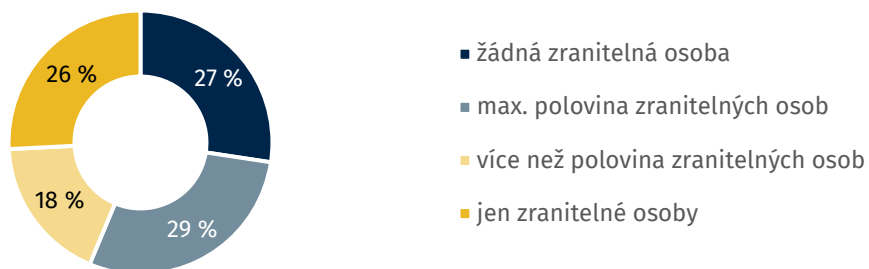 26 %
27 %
18 %
29 %
žádná zranitelná osoba
max. polovina zranitelných osob
více než polovina zranitelných osob
jen zranitelné osoby